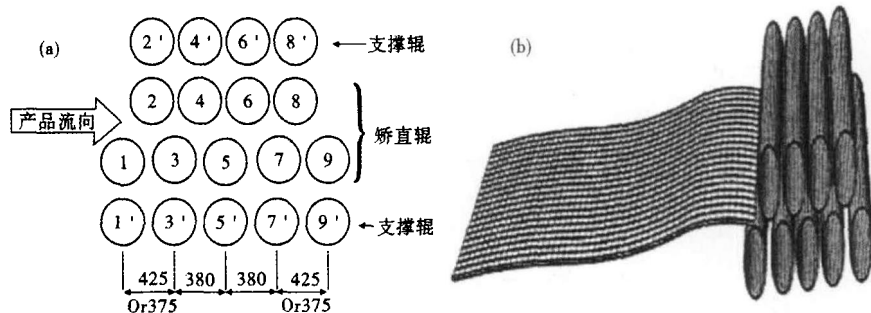 (a)
2' 4' 6' 8' 支撑辊
2 4 6 8
产品流向
矫直辊
1 3 5 7 9
1' 3' 5' 7' 9' 支撑辊
425 380 380 425
Or375 Or375
(b)